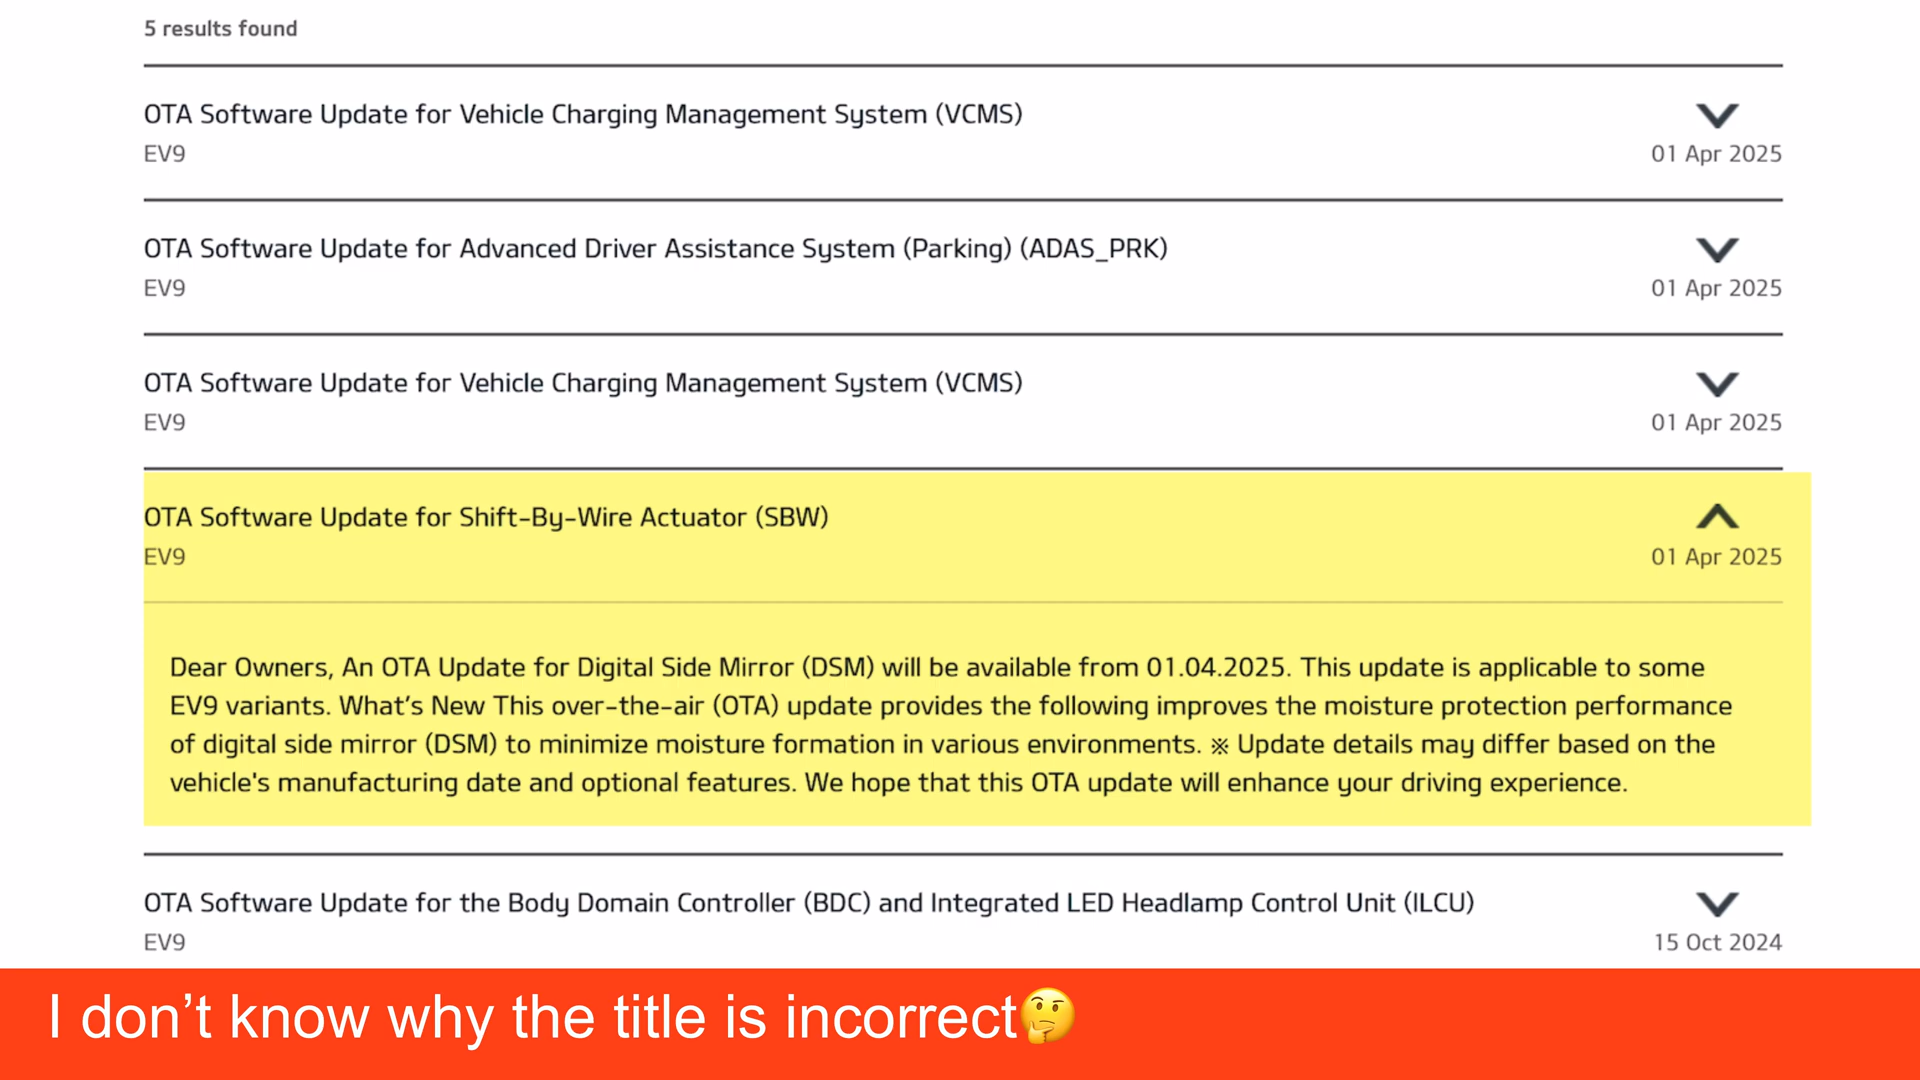 5 results found
OTA Software Update for Vehicle Charging Management System (VCMS)
EV9
01 Apr 2025
OTA Software Update for Advanced Driver Assistance System (Parking) (ADAS_PRK)
EV9
01 Apr 2025
OTA Software Update for Vehicle Charging Management System (VCMS)
EV9
01 Apr 2025
OTA Software Update for Shift-By-Wire Actuator (SBW)
EV9
01 Apr 2025
Dear Owners, An OTA Update for Digital Side Mirror (DSM) will be available from 01.04.2025. This update is applicable to some
EV9 variants. What’s New This over-the-air (OTA) update provides the following improves the moisture protection performance
of digital side mirror (DSM) to minimize moisture formation in various environments. ※ Update details may differ based on the
vehicle's manufacturing date and optional features. We hope that this OTA update will enhance your driving experience.
OTA Software Update for the Body Domain Controller (BDC) and Integrated LED Headlamp Control Unit (ILCU)
EV9
15 Oct 2024
I don’t know why the title is incorrect🤔